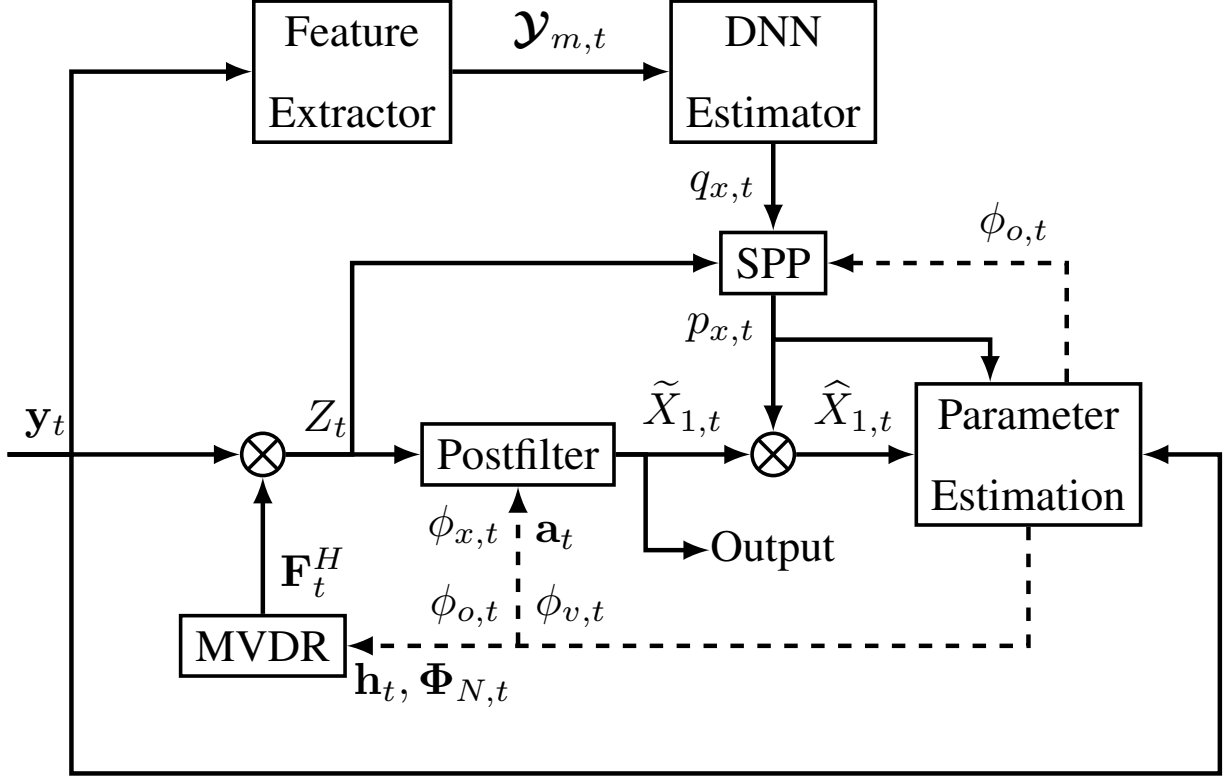 Feature
Extractor
𝓨_{m,t}
DNN
Estimator
q_{x,t}
SPP
ϕ_{o,t}
p_{x,t}
y_t
Z_t
Postfilter
X̃_{1,t}
X̂_{1,t}
Parameter
Estimation
ϕ_{x,t} a_t
Output
F_t^H
ϕ_{o,t} ϕ_{v,t}
MVDR
h_t, Φ_{N,t}